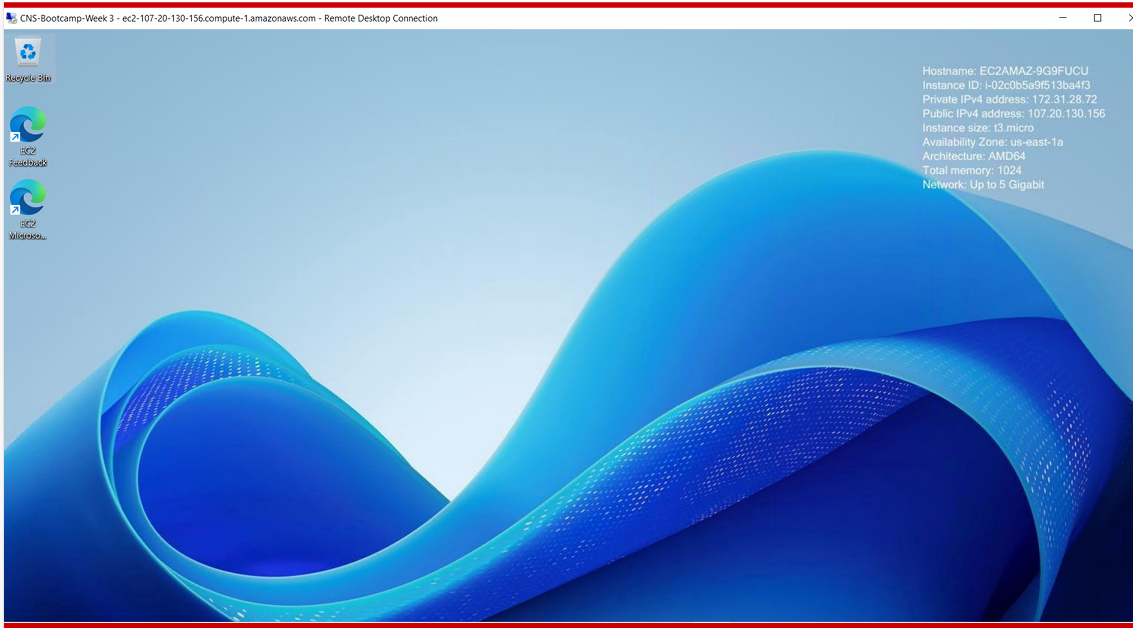 CNS-Bootcamp-Week 3 - ec2-107-20-130-156.compute-1.amazonaws.com - Remote Desktop Connection
Recycle Bin
EC2
Feedback
EC2
Microso...
Hostname: EC2AMAZ-9G9FUCU
Instance ID: i-02c0b5a9f513ba4f3
Private IPv4 address: 172.31.28.72
Public IPv4 address: 107.20.130.156
Instance size: t3.micro
Availability Zone: us-east-1a
Architecture: AMD64
Total memory: 1024
Network: Up to 5 Gigabit